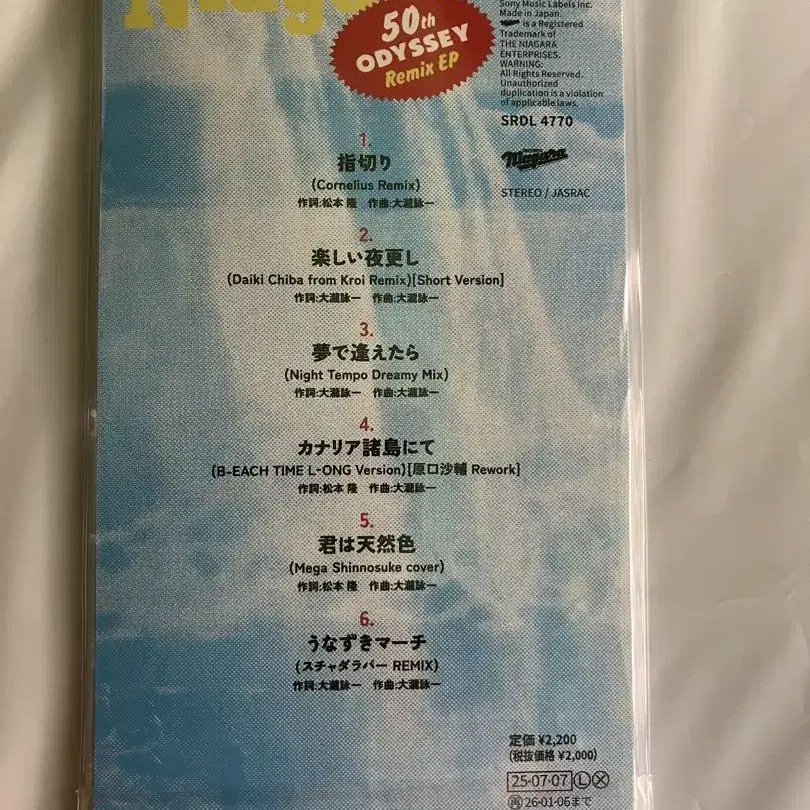 Niaga
50th
ODYSSEY
Remix EP
Sony Music Labels Inc.
Made in Japan.
is a Registered
Trademark of
THE NIAGARA
ENTERPRISES.
WARNING:
All Rights Reserved.
Unauthorized
duplication is a violation
of applicable laws.
SRDL 4770
Niagara
STEREO / JASRAC
1.
指切り
(Cornelius Remix)
作詞:松本 隆 作曲:大瀧詠一
2.
楽しい夜更し
(Daiki Chiba from Kroi Remix)[Short Version]
作詞:大瀧詠一 作曲:大瀧詠一
3.
夢で逢えたら
(Night Tempo Dreamy Mix)
作詞:大瀧詠一 作曲:大瀧詠一
4.
カナリア諸島にて
(B-EACH TIME L-ONG Version)[原口沙輔 Rework]
作詞:松本 隆 作曲:大瀧詠一
5.
君は天然色
(Mega Shinnosuke cover)
作詞:松本 隆 作曲:大瀧詠一
6.
うなずきマーチ
(スチャダラパー REMIX)
作詞:大瀧詠一 作曲:大瀧詠一
定価 ¥2,200
(税抜価格 ¥2,000)
25・07・07 Ⓛ Ⓧ
㊢26・01・06まで